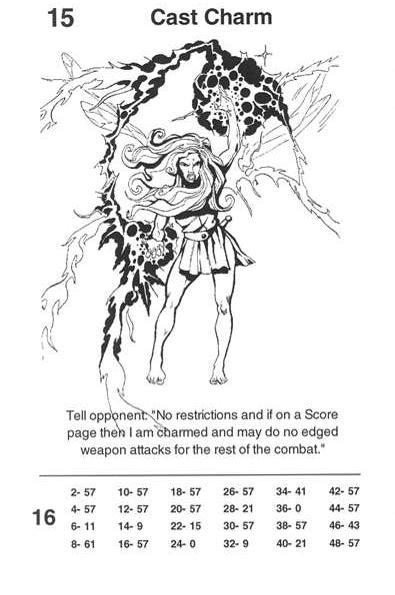 15 Cast Charm
Tell opponent: "No restrictions and if on a Score
page then I am charmed and may do no edged
weapon attacks for the rest of the combat."
2- 57 10- 57 18- 57 26- 57 34- 41 42- 57
4- 57 12- 57 20- 57 28- 21 36- 0 44- 57
16
6- 11 14- 9 22- 15 30- 57 38- 57 46- 43
8- 61 16- 57 24- 0 32- 9 40- 21 48- 57